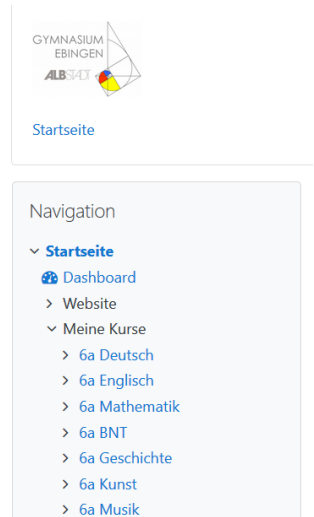 GYMNASIUM
EBINGEN
ALBSTADT
Startseite
Navigation
Startseite
Dashboard
Website
Meine Kurse
6a Deutsch
6a Englisch
6a Mathematik
6a BNT
6a Geschichte
6a Kunst
6a Musik